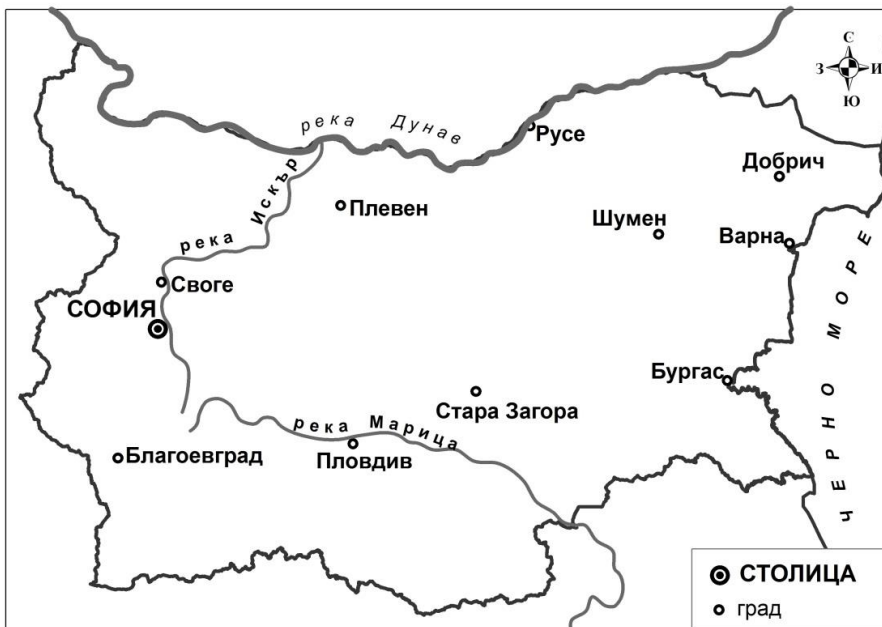 С
З
И
Ю
река Дунав
Русе
Добрич
река Искър
Плевен
Шумен
Варна
Своге
СОФИЯ
ЧЕРНО МОРЕ
Бургас
Стара Загора
река Марица
Благоевград
Пловдив
СТОЛИЦА
град